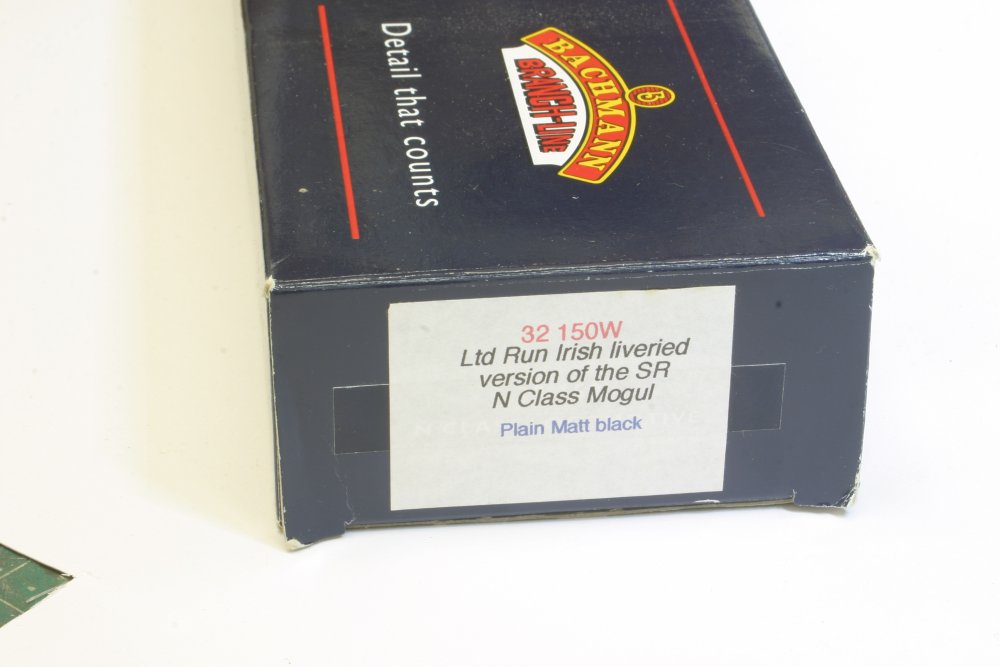 Detail that counts
BACHMANN
BRANCH-LINE
32 150W
Ltd Run Irish liveried
version of the SR
N Class Mogul
Plain Matt black